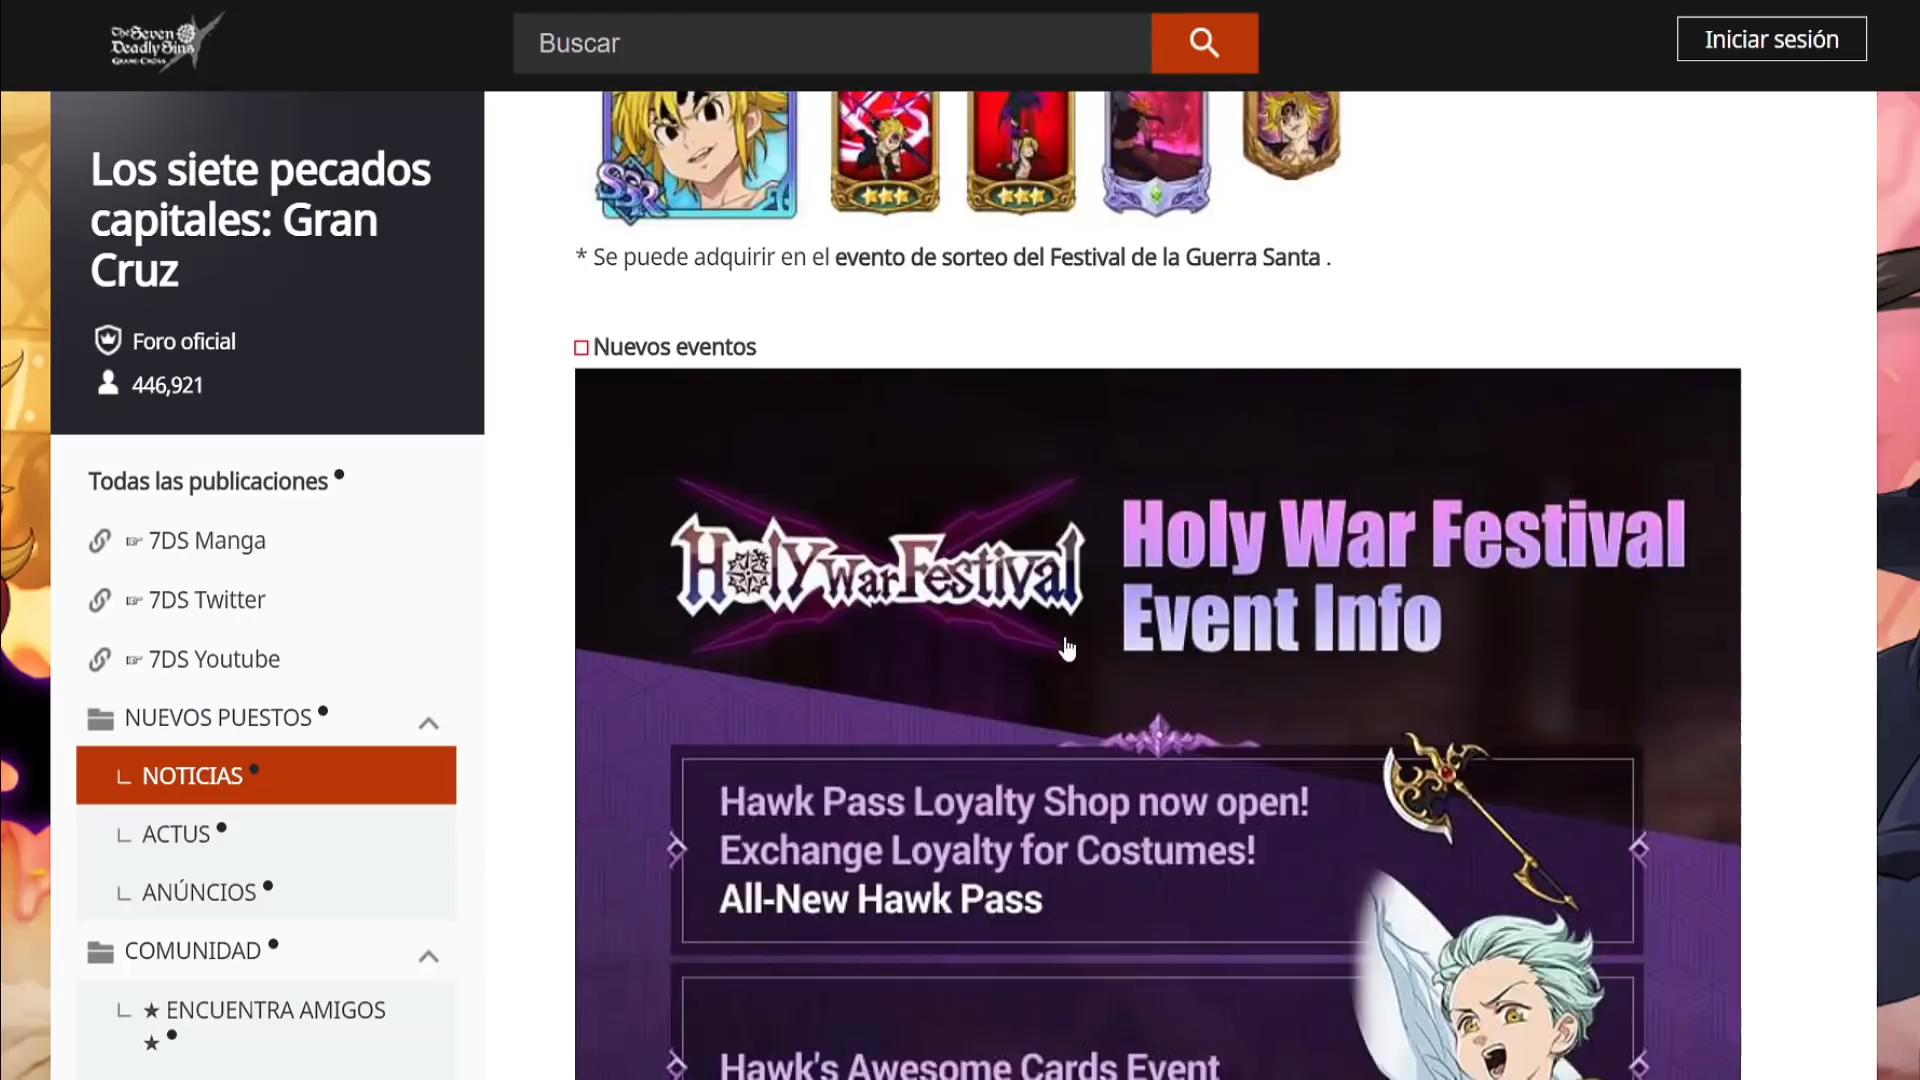 The Seven
Deadly Sins
GRAND CROSS
Buscar
Iniciar sesión
Los siete pecados
capitales: Gran
Cruz
Foro oficial
446,921
Todas las publicaciones
☞ 7DS Manga
☞ 7DS Twitter
☞ 7DS Youtube
NUEVOS PUESTOS
NOTICIAS
ACTUS
ANÚNCIOS
COMUNIDAD
★ ENCUENTRA AMIGOS
★
SSR
* Se puede adquirir en el evento de sorteo del Festival de la Guerra Santa .
Nuevos eventos
Holy War Festival
Holy War Festival
Event Info
Hawk Pass Loyalty Shop now open!
Exchange Loyalty for Costumes!
All-New Hawk Pass
Hawk's Awesome Cards Event